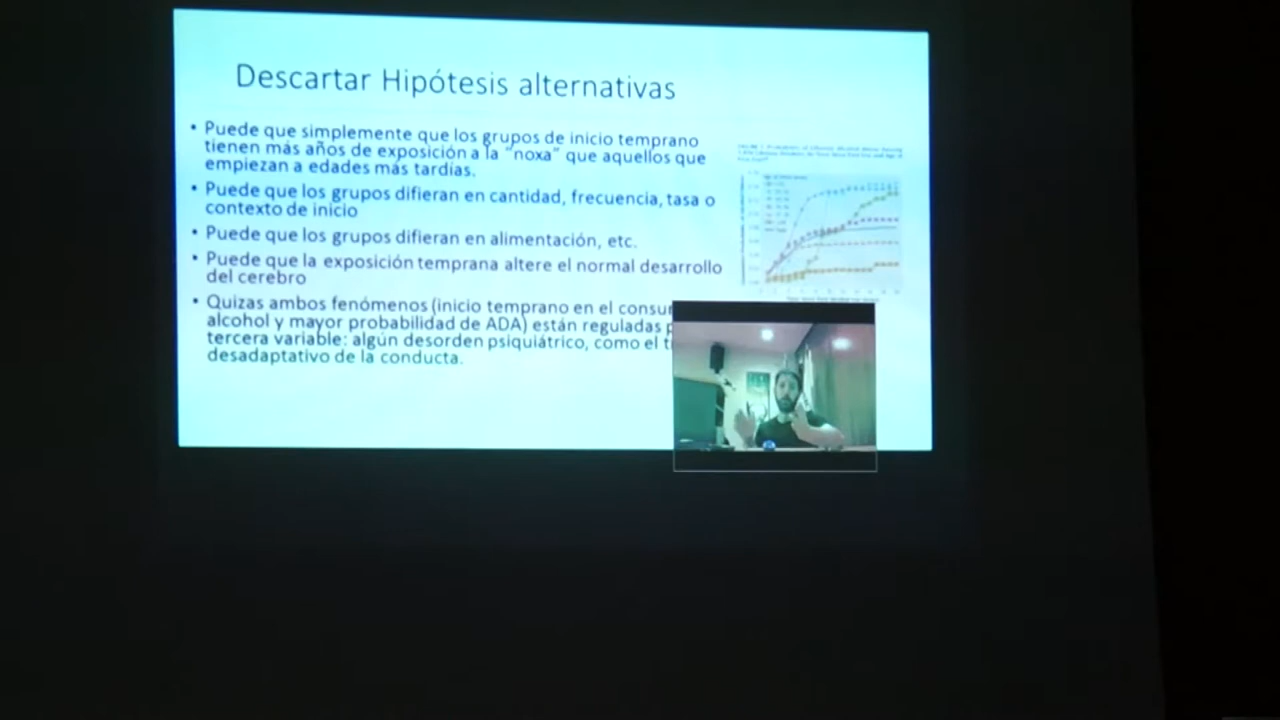 Descartar Hipótesis alternativas
• Puede que simplemente que los grupos de inicio temprano
tienen más años de exposición a la "noxa" que aquellos que
empiezan a edades más tardías.
• Puede que los grupos difieran en cantidad, frecuencia, tasa o
contexto de inicio
• Puede que los grupos difieran en alimentación, etc.
• Puede que la exposición temprana altere el normal desarrollo
del cerebro
• Quizas ambos fenómenos (inicio temprano en el
alcohol y mayor probabilidad de ADA) están reguladas
tercera variable: algún desorden psiquiátrico, como el
desadaptativo de la conducta.